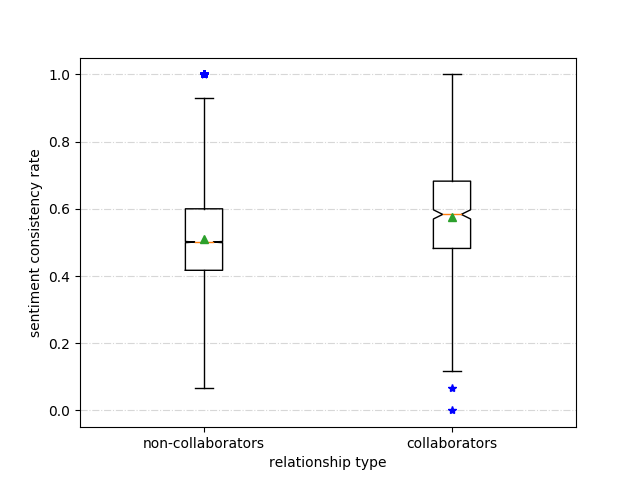 sentiment consistency rate
1.0
0.8
0.6
0.4
0.2
0.0
non-collaborators
collaborators
relationship type